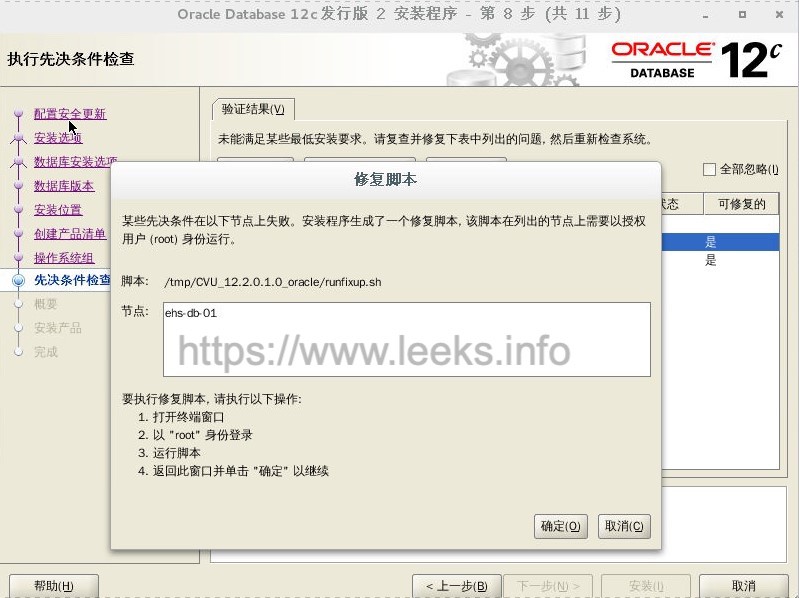 Oracle Database 12c 发行版 2 安装程序 - 第 8 步 (共 11 步)
执行先决条件检查
ORACLE
DATABASE
12c
配置安全更新
安装选项
数据库安装选项
数据库版本
安装位置
创建产品清单
操作系统组
先决条件检查
概要
安装产品
完成
验证结果(V)
未能满足某些最低安装要求。请复查并修复下表中列出的问题, 然后重新检查系统。
全部忽略(I)
状态
可修复的
是
是
修复脚本
某些先决条件在以下节点上失败。安装程序生成了一个修复脚本, 该脚本在列出的节点上需要以授权
用户 (root) 身份运行。
脚本: /tmp/CVU_12.2.0.1.0_oracle/runfixup.sh
节点: ehs-db-01
https://www.leeks.info
要执行修复脚本, 请执行以下操作:
1. 打开终端窗口
2. 以 "root" 身份登录
3. 运行脚本
4. 返回此窗口并单击 "确定" 以继续
确定(O)
取消(C)
帮助(H)
< 上一步(B)
下一步(N) >
安装(I)
取消